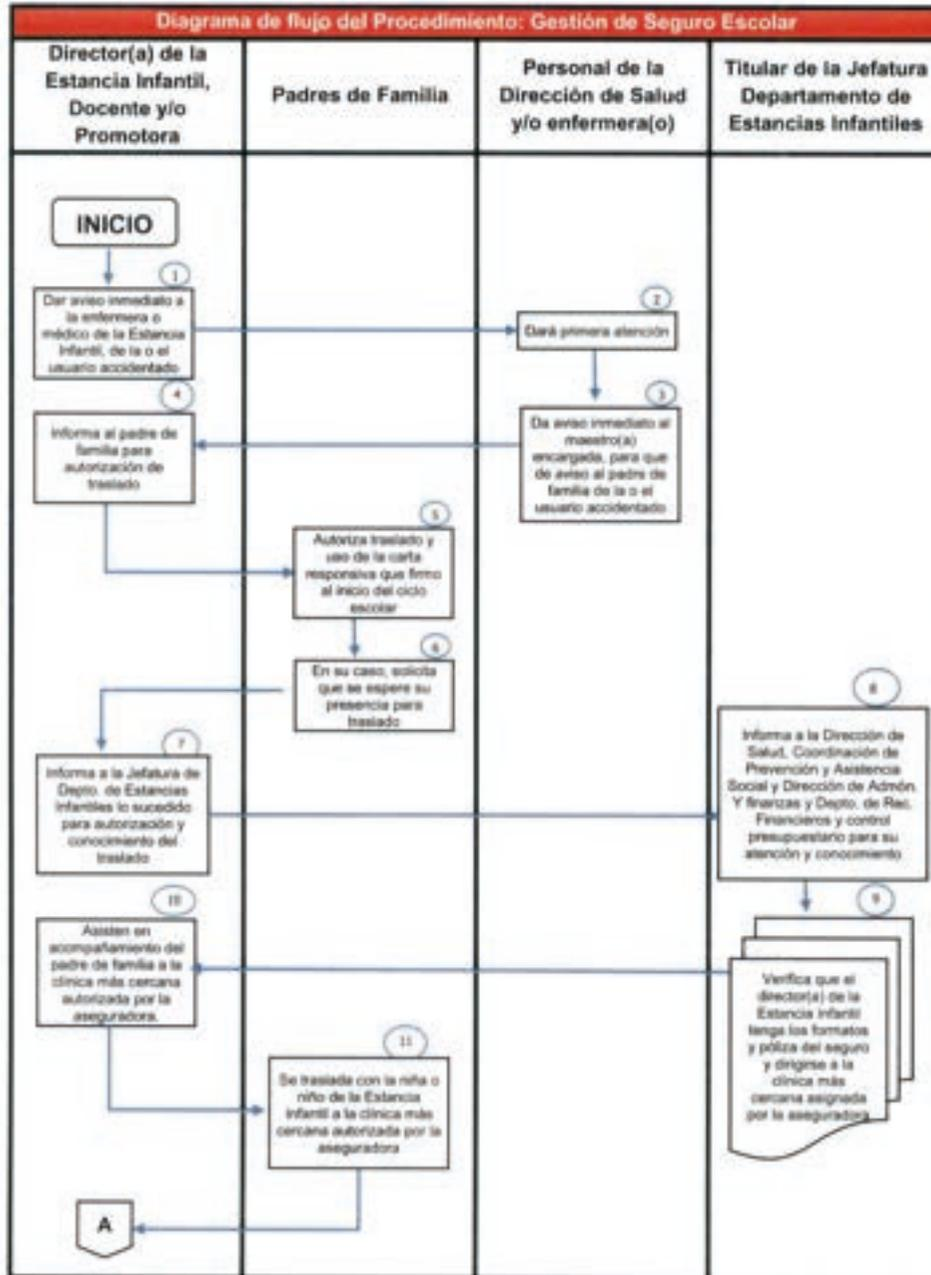 Diagrama de flujo del Procedimiento: Gestión de Seguro Escolar
Director(a) de la
Estancia Infantil,
Docente y/o
Promotora
Padres de Familia
Personal de la
Dirección de Salud
y/o enfermera(o)
Titular de la Jefatura
Departamento de
Estancias Infantiles
INICIO
1
Dar aviso inmediato a
la enfermera o
médico de la Estancia
Infantil, de la o el
usuario accidentado
2
Dará primera atención
3
Da aviso inmediato al
maestro(a)
encargada, para que
de aviso al padre de
familia de la o el
usuario accidentado
4
Informa al padre de
familia para
autorización de
traslado
5
Autoriza traslado y
uso de la carta
responsiva que firmo
al inicio del ciclo
escolar
6
En su caso, solicita
que se espere su
presencia para
traslado
7
Informa a la Jefatura de
Depto. de Estancias
Infantiles lo sucedido
para autorización y
conocimiento del
traslado
8
Informa a la Dirección de
Salud, Coordinación de
Prevención y Asistencia
Social y Dirección de Admón.
Y finanzas y Depto. de Rec.
Financieros y control
presupuestario para su
atención y conocimiento
9
Verifica que el
director(a) de la
Estancia infantil
tenga los formatos
y póliza del seguro
y dirigirse a la
clínica más
cercana asignada
por la aseguradora
10
Asisten en
acompañamiento del
padre de familia a la
clínica más cercana
autorizada por la
aseguradora.
11
Se traslada con la niña o
niño de la Estancia
infantil a la clínica más
cercana autorizada por la
aseguradora
A